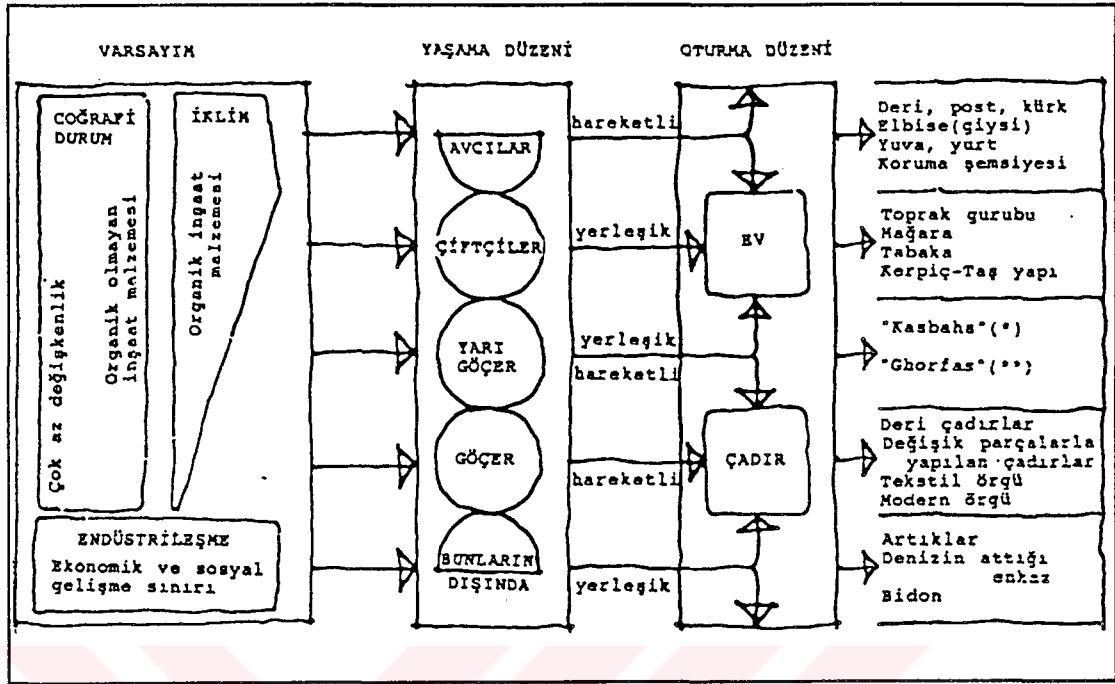 VARSAYIM
COĞRAFİ
DURUM
Çok az değişkenlik
Organik olmayan
inşaat malzemesi
İKLİM
Organik inşaat
malzemesi
ENDÜSTRİLEŞME
Ekonomik ve sosyal
gelişme sınırı
YAŞAMA DÜZENİ
AVCILAR
ÇİFTÇİLER
YARI
GÖÇER
GÖÇER
BUNLARIN
DIŞINDA
hareketli
yerleşik
yerleşik
hareketli
hareketli
yerleşik
OTURMA DÜZENİ
EV
ÇADIR
Deri, post, kürk
Elbise(giysi)
Yuva, yurt
Koruma şemsiyesi
Toprak gurubu
Mağara
Tabaka
Kerpiç-Taş yapı
"Kasbahs"(*)
"Ghorfas"(**)
Deri çadırlar
Değişik parçalarla
yapılan çadırlar
Tekstil örgü
Modern örgü
Artıklar
Denizin attığı
enkaz
Bidon